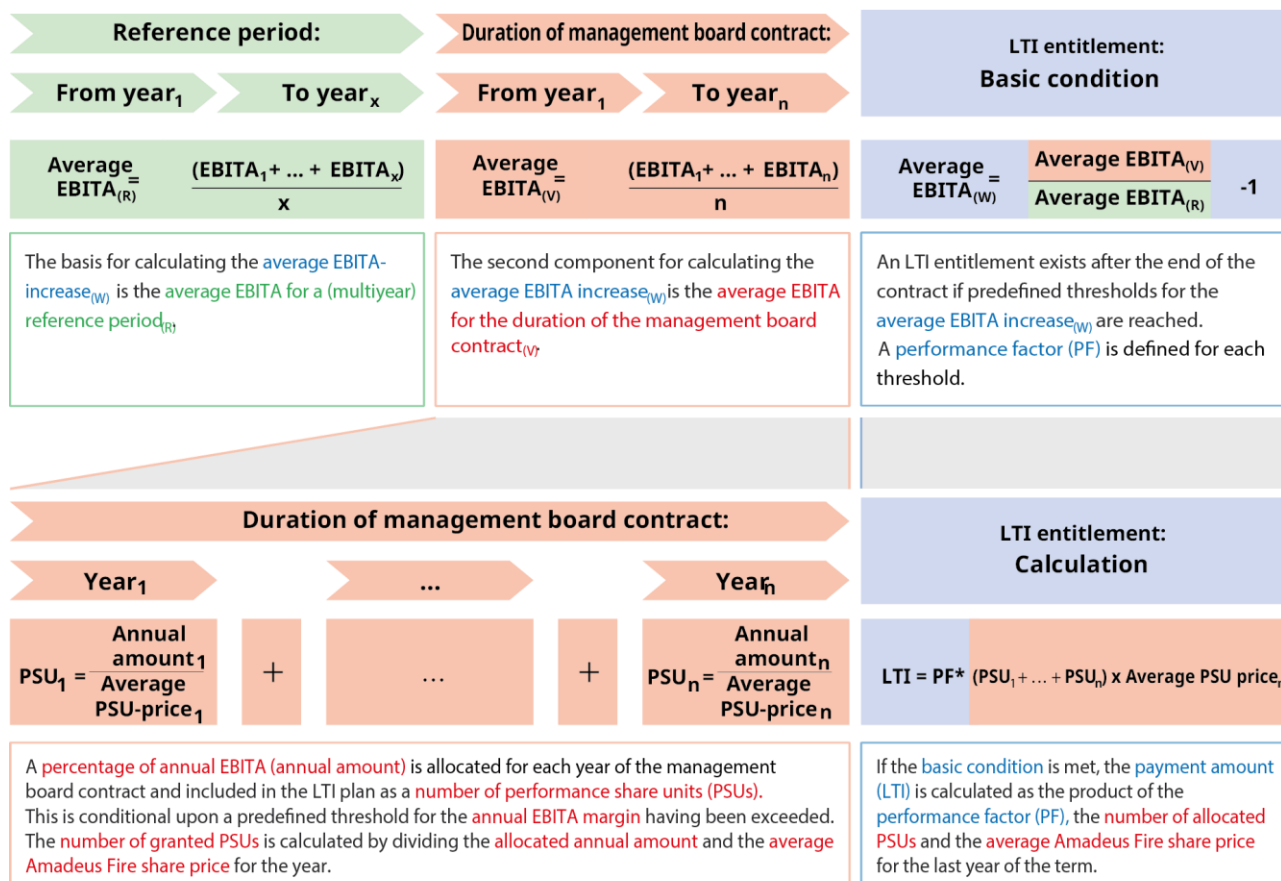 Reference period:
From year1 To year x
Average EBITA(R) = (EBITA1 + ... + EBITAx) / x
The basis for calculating the average EBITA-
increase(W) is the average EBITA for a (multiyear)
reference period(R),
Duration of management board contract:
From year1 To year n
Average EBITA(V) = (EBITA1 + ... + EBITAn) / n
The second component for calculating the
average EBITA increase(W) is the average EBITA
for the duration of the management board
contract(V).
LTI entitlement:
Basic condition
Average EBITA(W) = Average EBITA(V) / Average EBITA(R) -1
An LTI entitlement exists after the end of the
contract if predefined thresholds for the
average EBITA increase(W) are reached.
A performance factor (PF) is defined for each
threshold.
Duration of management board contract:
Year1 ... Year n
PSU1 = Annual amount1 / Average PSU-price1 + ... + PSUn = Annual amount n / Average PSU-price n
A percentage of annual EBITA (annual amount) is allocated for each year of the management
board contract and included in the LTI plan as a number of performance share units (PSUs).
This is conditional upon a predefined threshold for the annual EBITA margin having been exceeded.
The number of granted PSUs is calculated by dividing the allocated annual amount and the average
Amadeus Fire share price for the year.
LTI entitlement:
Calculation
LTI = PF* (PSU1 + ... + PSUn) x Average PSU price n
If the basic condition is met, the payment amount
(LTI) is calculated as the product of the
performance factor (PF), the number of allocated
PSUs and the average Amadeus Fire share price
for the last year of the term.